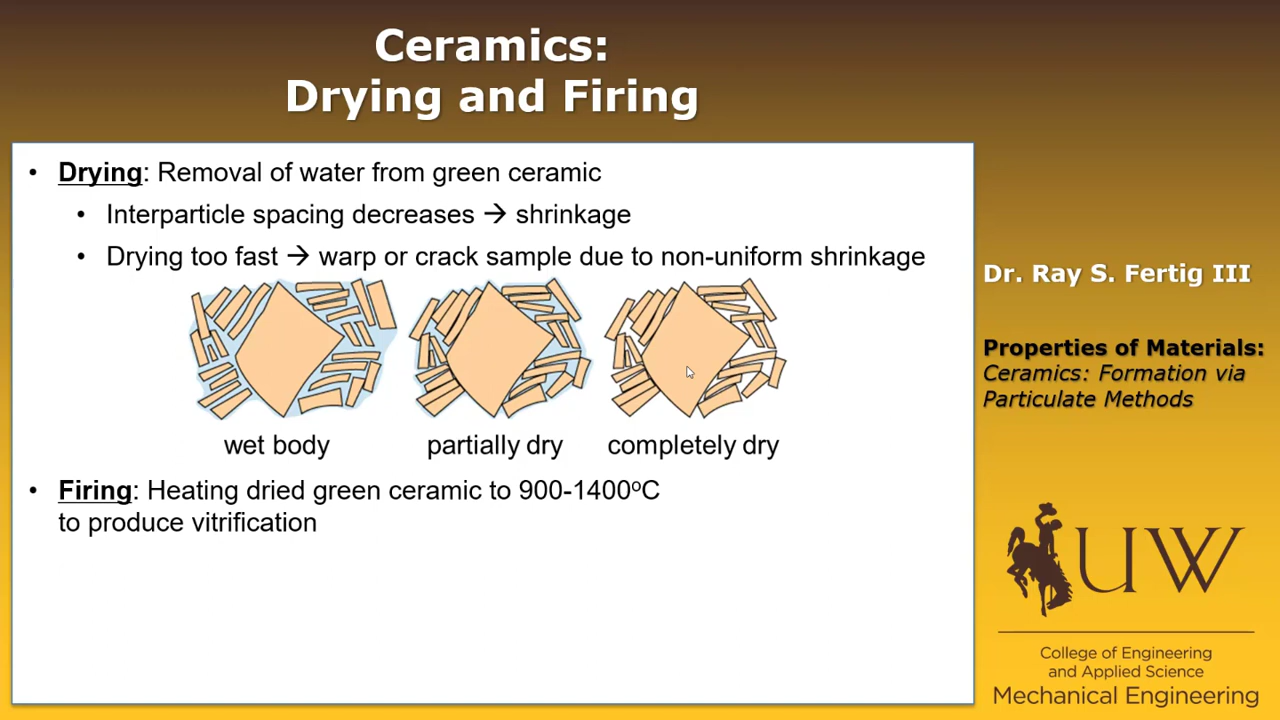 Ceramics:
Drying and Firing
• Drying: Removal of water from green ceramic
• Interparticle spacing decreases → shrinkage
• Drying too fast → warp or crack sample due to non-uniform shrinkage
wet body
partially dry
completely dry
• Firing: Heating dried green ceramic to 900-1400°C
to produce vitrification
Dr. Ray S. Fertig III
Properties of Materials:
Ceramics: Formation via
Particulate Methods
UW
College of Engineering
and Applied Science
Mechanical Engineering